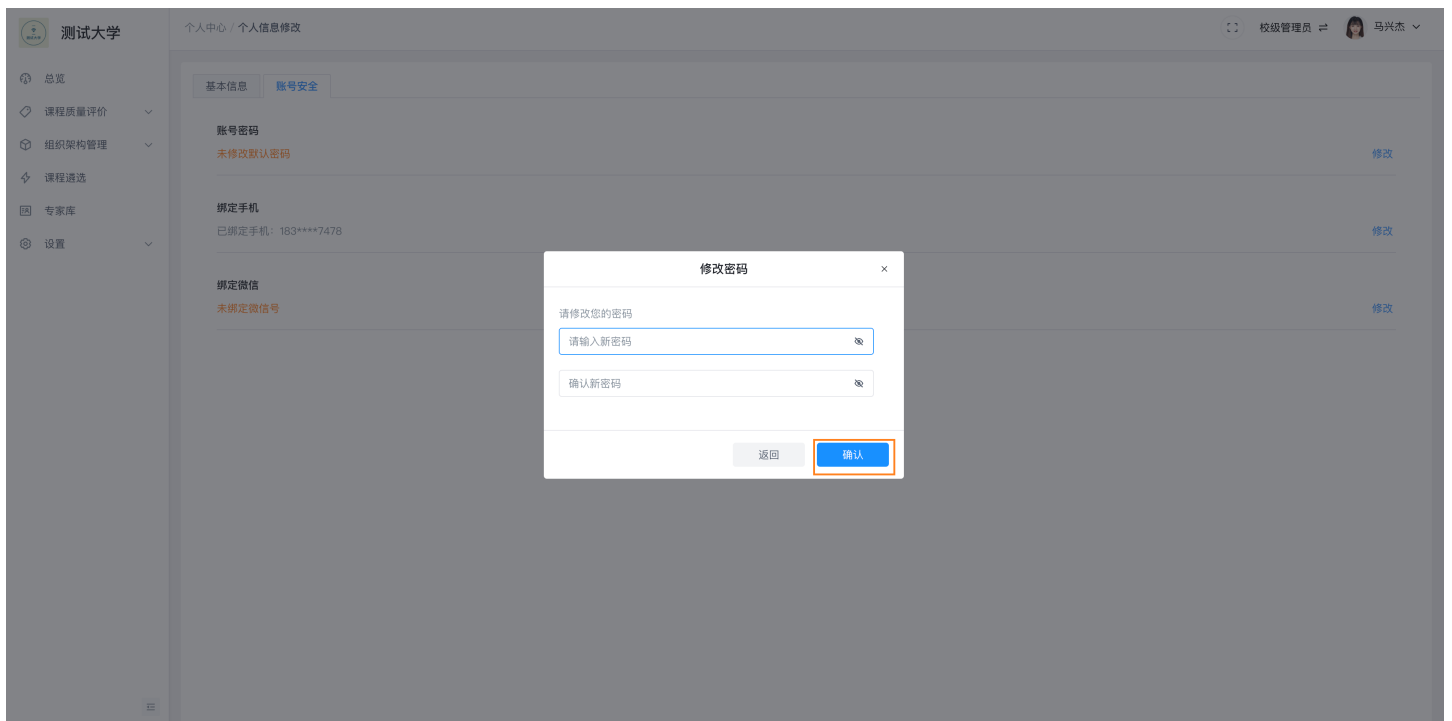 测试大学
个人中心 / 个人信息修改
校级管理员
马兴杰
总览
课程质量评价
组织架构管理
课程遴选
专家库
设置
基本信息
账号安全
账号密码
未修改默认密码
修改
绑定手机
已绑定手机：183****7478
修改
绑定微信
未绑定微信号
修改
修改密码
×
请修改您的密码
请输入新密码
确认新密码
返回
确认